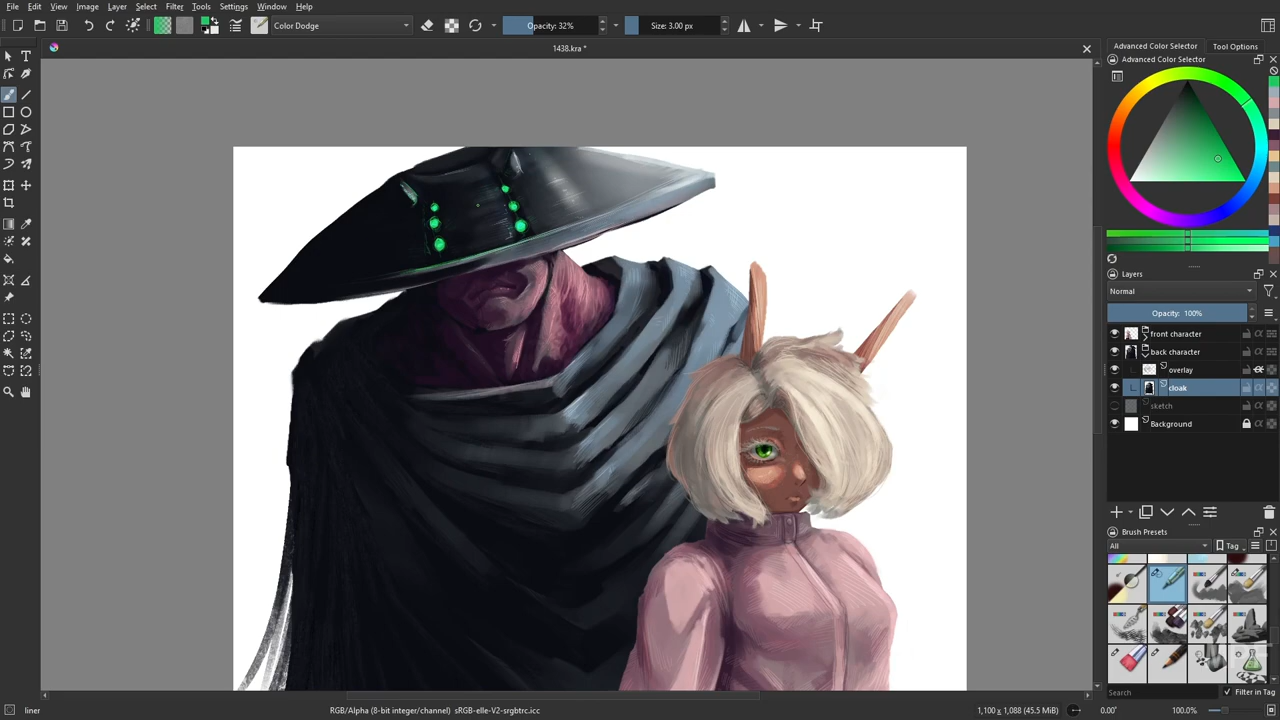 File Edit View Image Layer Select Filter Tools Settings Window Help
Color Dodge Opacity: 32% Size: 3.00 px
1438.kra *
Advanced Color Selector Tool Options
Advanced Color Selector
Layers
Normal
Opacity: 100%
front character
back character
overlay
cloak
sketch
Background
Brush Presets
All Tag
Search Filter in Tag
liner RGB/Alpha (8-bit integer/channel) sRGB-elle-V2-srgbtrc.icc 1,100 x 1,088 (45.5 MiB) 0.00° 100.0%